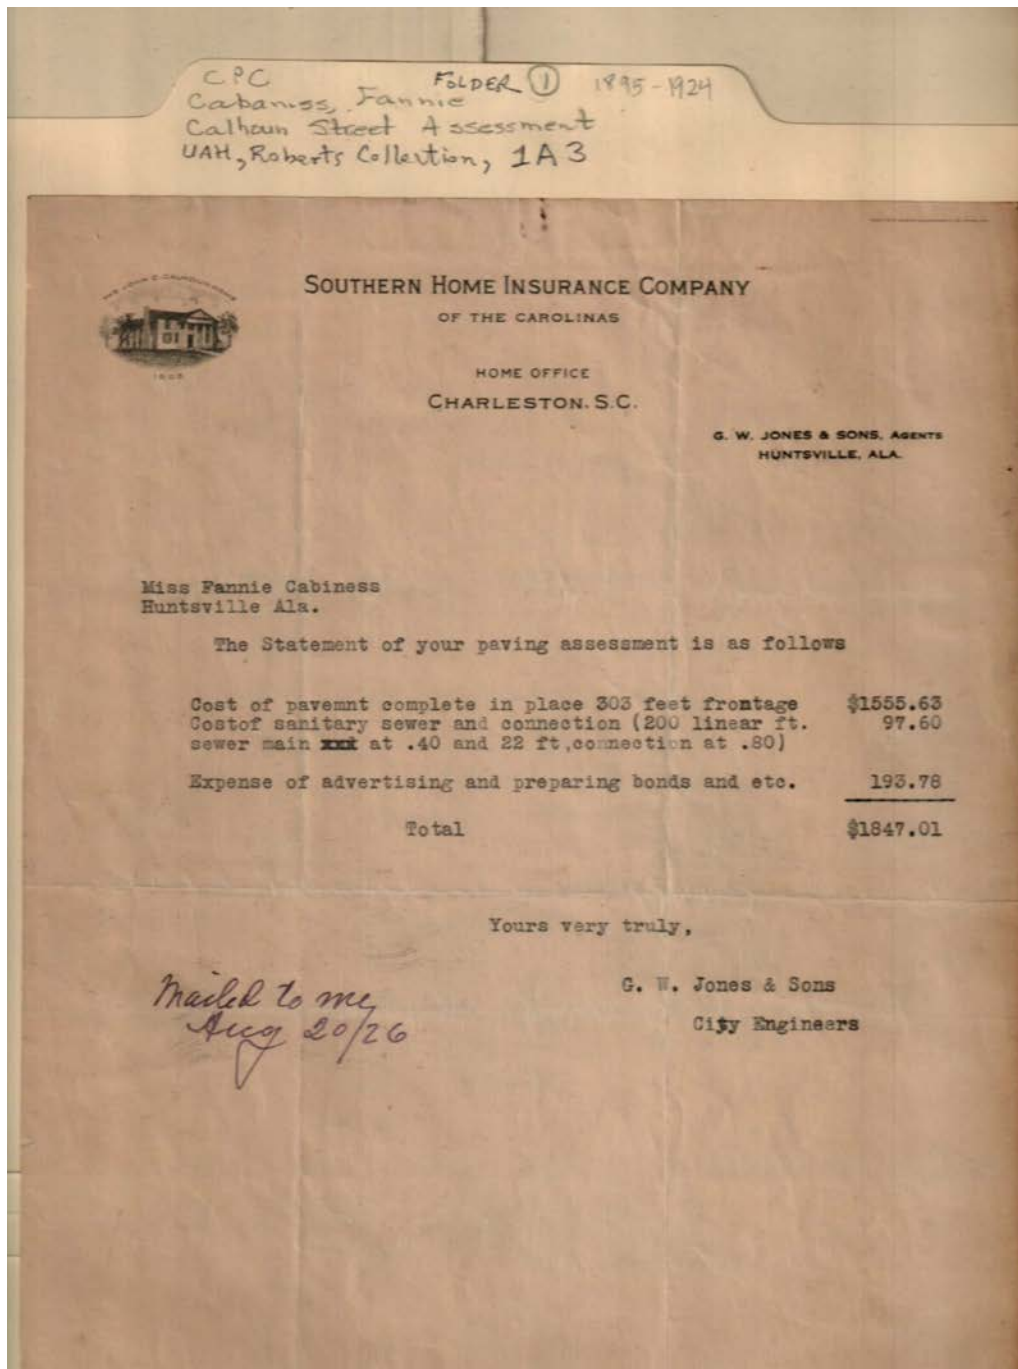 CPC FOLDER 1 1895-1924
Cabaniss, Fannie
Calhoun Street Assessment
UAH, Roberts Collection, 1A3
SOUTHERN HOME INSURANCE COMPANY
OF THE CAROLINAS
HOME OFFICE
CHARLESTON. S.C.
G. W. JONES & SONS, AGENTS
HUNTSVILLE, ALA.
Miss Fannie Cabiness
Huntsville Ala.
The Statement of your paving assessment is as follows
Cost of pavemnt complete in place 303 feet frontage $1555.63
Costof sanitary sewer and connection (200 linear ft. 97.60
sewer main xxx at .40 and 22 ft,connection at .80)
Expense of advertising and preparing bonds and etc. 193.78
Total $1847.01
Yours very truly,
G. W. Jones & Sons
City Engineers
Mailed to me
Aug 20/26